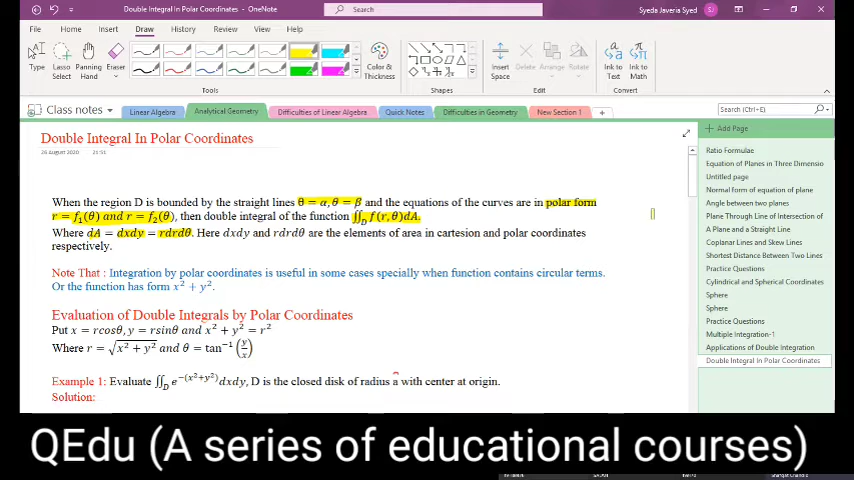 Double Integral In Polar Coordinates - OneNote
Search
Syeda Javeria Syed
SJ
File
Home
Insert
Draw
History
Review
View
Help
Type
Lasso Select
Panning Hand
Eraser
Color & Thickness
Insert Space
Delete
Arrange
Rotate
Ink to Text
Ink to Math
Tools
Shapes
Edit
Convert
Class notes
Linear Algebra
Analytical Geometry
Difficulties of Linear Algebra
Quick Notes
Difficulties in Geometry
New Section 1
Search (Ctrl+E)
Double Integral In Polar Coordinates
26 August 2020 21:51
When the region D is bounded by the straight lines θ = α, θ = β and the equations of the curves are in polar form
r = f₁(θ) and r = f₂(θ), then double integral of the function ∬_D f(r, θ)dA.
Where dA = dxdy = rdrdθ. Here dxdy and rdrdθ are the elements of area in cartesion and polar coordinates
respectively.
Note That : Integration by polar coordinates is useful in some cases specially when function contains circular terms.
Or the function has form x² + y².
Evaluation of Double Integrals by Polar Coordinates
Put x = rcosθ, y = rsinθ and x² + y² = r²
Where r = √(x² + y²) and θ = tan⁻¹ (y/x)
Example 1: Evaluate ∬_D e^−(x²+y²) dxdy, D is the closed disk of radius a with center at origin.
Solution:
Add Page
Ratio Formulae
Equation of Planes in Three Dimensio
Untitled page
Normal form of equation of plane
Angle between two planes
Plane Through Line of Intersection of
A Plane and a Straight Line
Coplanar Lines and Skew Lines
Shortest Distance Between Two Lines
Practice Questions
Cylindrical and Spherical Coordinates
Sphere
Sphere
Practice Questions
Multiple Integration-1
Applications of Double Integration
Double Integral In Polar Coordinates
QEdu (A series of educational courses)